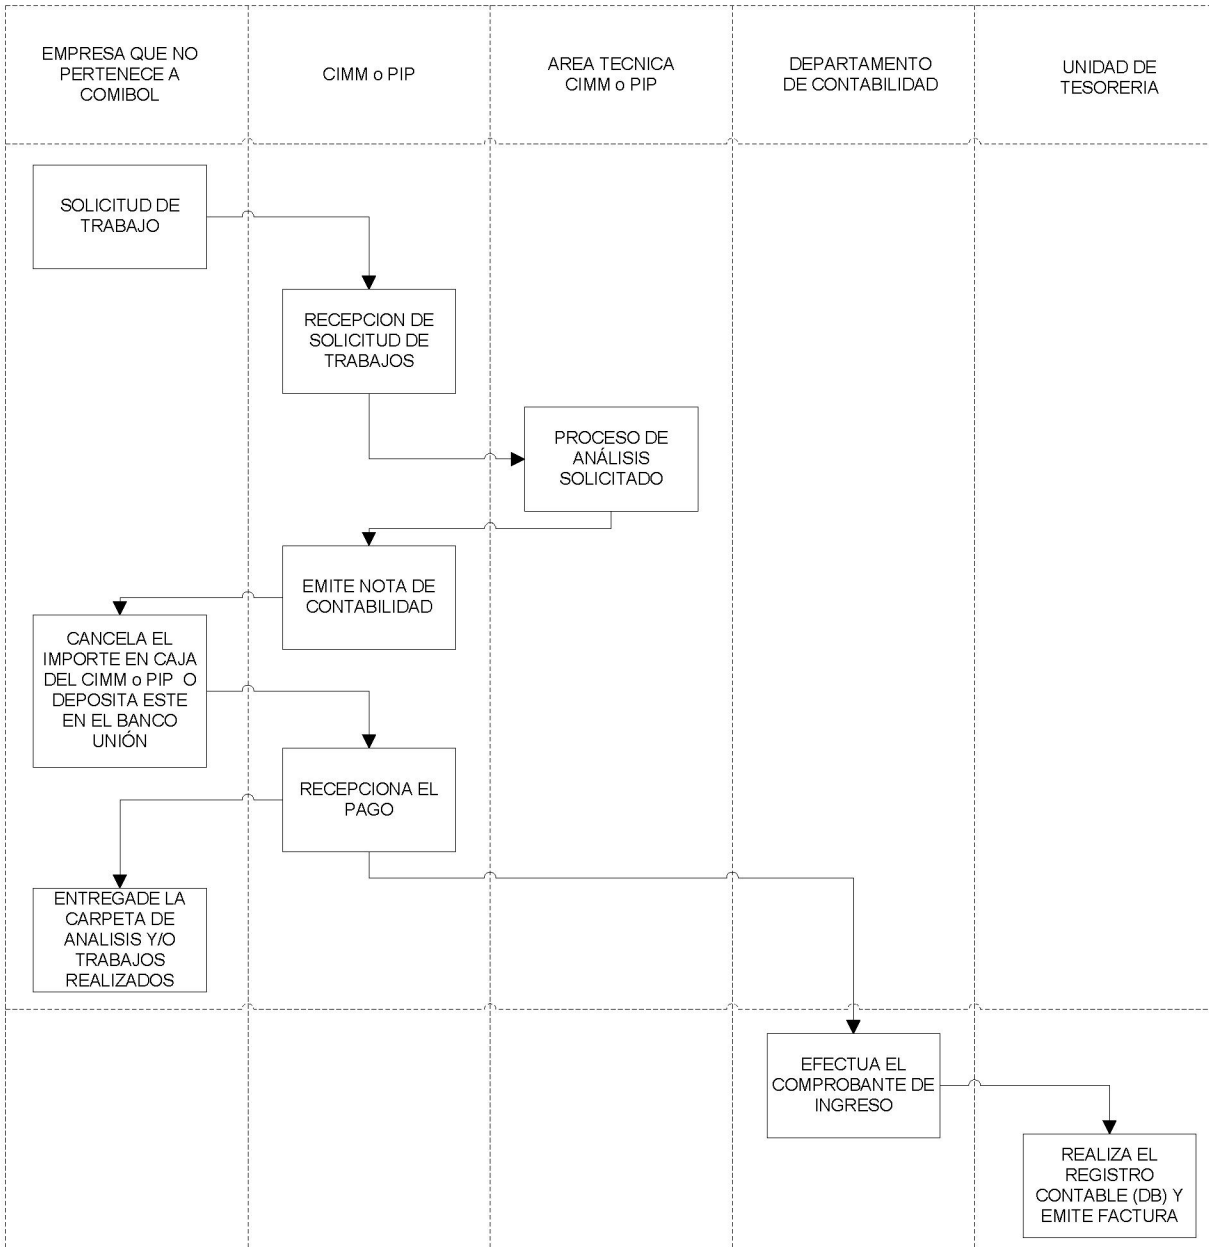 EMPRESA QUE NO
PERTENECE A
COMIBOL
CIMM o PIP
AREA TECNICA
CIMM o PIP
DEPARTAMENTO
DE CONTABILIDAD
UNIDAD DE
TESORERIA
SOLICITUD DE
TRABAJO
RECEPCION DE
SOLICITUD DE
TRABAJOS
PROCESO DE
ANÁLISIS
SOLICITADO
EMITE NOTA DE
CONTABILIDAD
CANCELA EL
IMPORTE EN CAJA
DEL CIMM o PIP O
DEPOSITA ESTE
EN EL BANCO
UNIÓN
RECEPCIONA EL
PAGO
ENTREGADE LA
CARPETA DE
ANALISIS Y/O
TRABAJOS
REALIZADOS
EFECTUA EL
COMPROBANTE DE
INGRESO
REALIZA EL
REGISTRO
CONTABLE (DB) Y
EMITE FACTURA